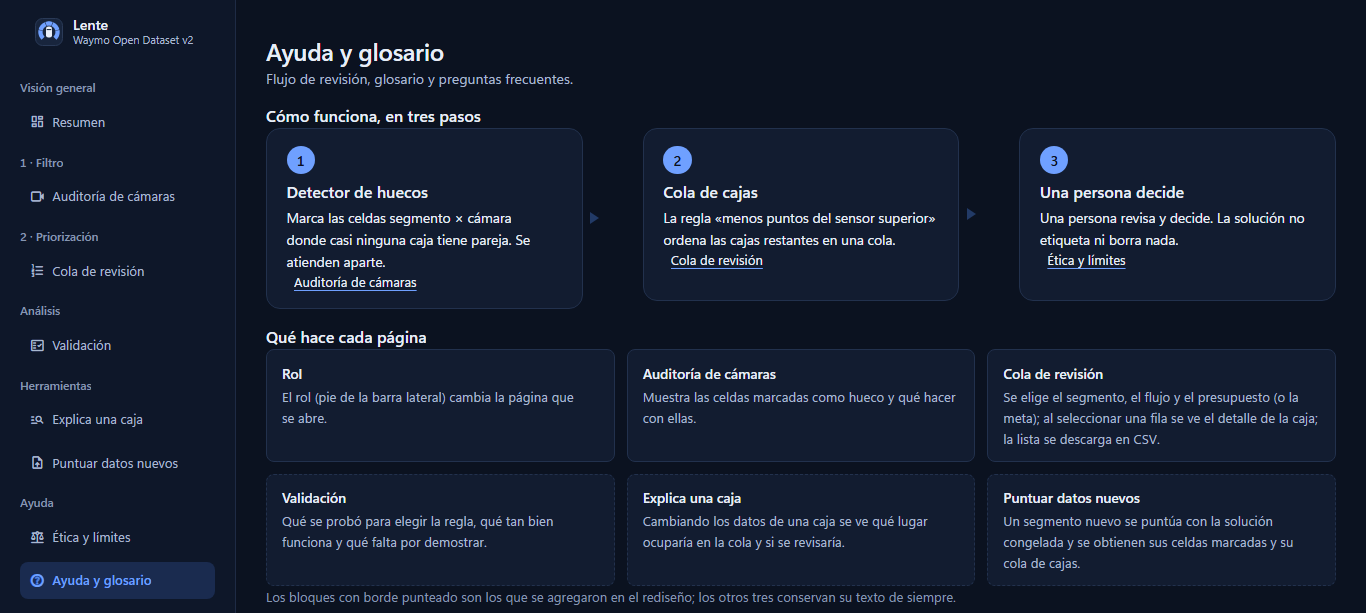 Lente
Waymo Open Dataset v2
Visión general
Resumen
1 · Filtro
Auditoría de cámaras
2 · Priorización
Cola de revisión
Análisis
Validación
Herramientas
Explica una caja
Puntuar datos nuevos
Ayuda
Ética y límites
Ayuda y glosario
Ayuda y glosario
Flujo de revisión, glosario y preguntas frecuentes.
Cómo funciona, en tres pasos
1
Detector de huecos
Marca las celdas segmento × cámara
donde casi ninguna caja tiene pareja. Se
atienden aparte.
Auditoría de cámaras
2
Cola de cajas
La regla «menos puntos del sensor superior»
ordena las cajas restantes en una cola.
Cola de revisión
3
Una persona decide
Una persona revisa y decide. La solución no
etiqueta ni borra nada.
Ética y límites
Qué hace cada página
Rol
El rol (pie de la barra lateral) cambia la página que
se abre.
Auditoría de cámaras
Muestra las celdas marcadas como hueco y qué hacer
con ellas.
Cola de revisión
Se elige el segmento, el flujo y el presupuesto (o la
meta); al seleccionar una fila se ve el detalle de la caja;
la lista se descarga en CSV.
Validación
Qué se probó para elegir la regla, qué tan bien
funciona y qué falta por demostrar.
Explica una caja
Cambiando los datos de una caja se ve qué lugar
ocuparía en la cola y si se revisaría.
Puntuar datos nuevos
Un segmento nuevo se puntúa con la solución
congelada y se obtienen sus celdas marcadas y su
cola de cajas.
Los bloques con borde punteado son los que se agregaron en el rediseño; los otros tres conservan su texto de siempre.